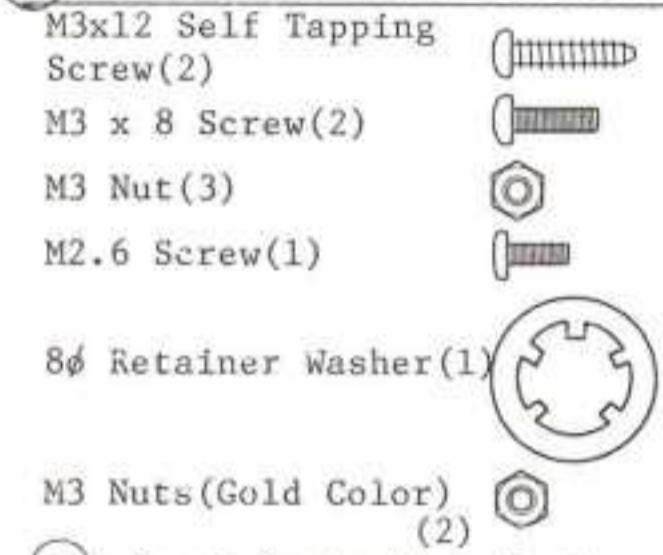 M3x12 Self Tapping
Screw(2)
M3 x 8 Screw(2)
M3 Nut(3)
M2.6 Screw(1)
8ϕ Retainer Washer(1)
M3 Nuts(Gold Color)
(2)